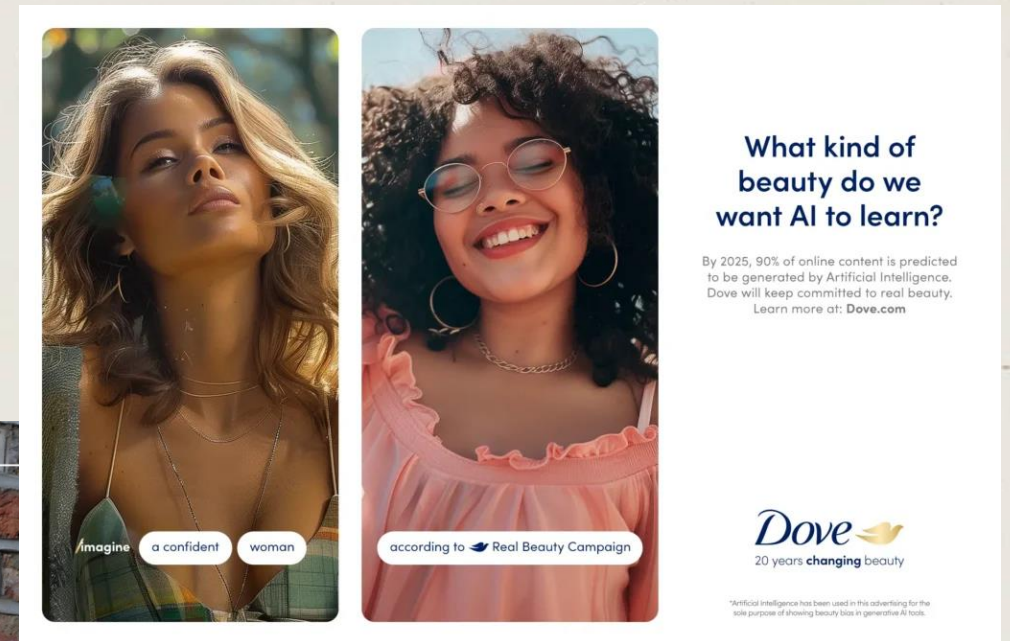 /imagine a confident woman
according to Real Beauty Campaign
What kind of
beauty do we
want AI to learn?
By 2025, 90% of online content is predicted
to be generated by Artificial Intelligence.
Dove will keep committed to real beauty.
Learn more at: Dove.com
Dove
20 years changing beauty
*Artificial Intelligence has been used in this advertising for the
sole purpose of showing beauty bias in generative AI tools.